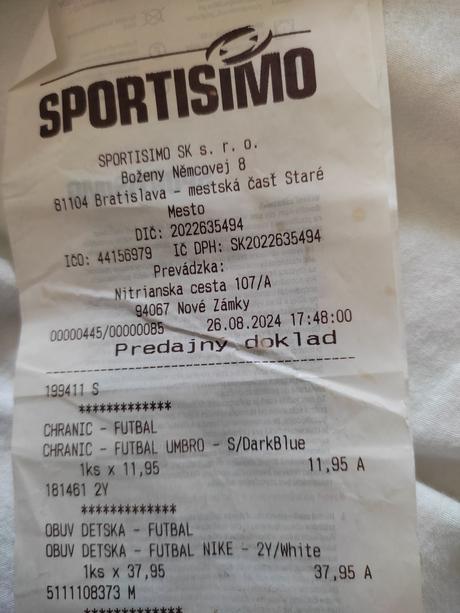 SPORTISIMO
SPORTISIMO SK s. r. o.
Boženy Němcovej 8
81104 Bratislava - mestská časť Staré
Mesto
DIČ: 2022635494
IČO: 44156979 IČ DPH: SK2022635494
Prevádzka:
Nitrianska cesta 107/A
94067 Nové Zámky
00000445/00000085 26.08.2024 17:48:00
Predajny doklad
199411 S
*************
CHRANIC - FUTBAL
CHRANIC - FUTBAL UMBRO - S/DarkBlue
1ks x 11,95 11,95 A
181461 2Y
*************
OBUV DETSKA - FUTBAL
OBUV DETSKA - FUTBAL NIKE - 2Y/White
1ks x 37,95 37,95 A
5111108373 M
*************